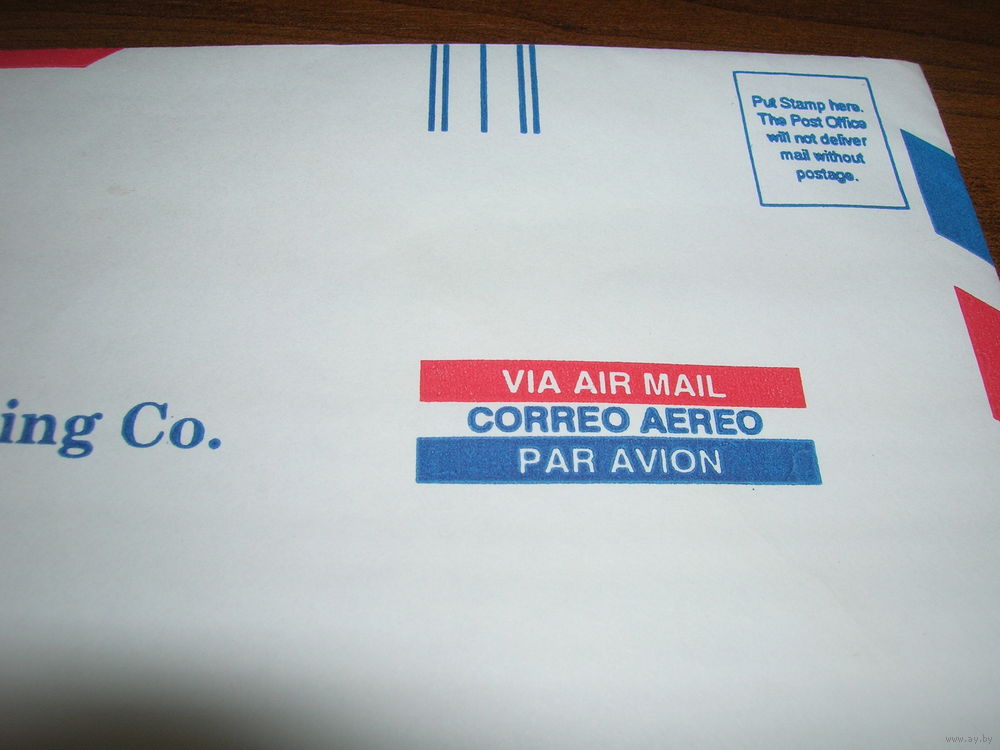 Put Stamp here.
The Post Office
will not deliver
mail without
postage.
VIA AIR MAIL
CORREO AEREO
PAR AVION
ing Co.
www.ay.by